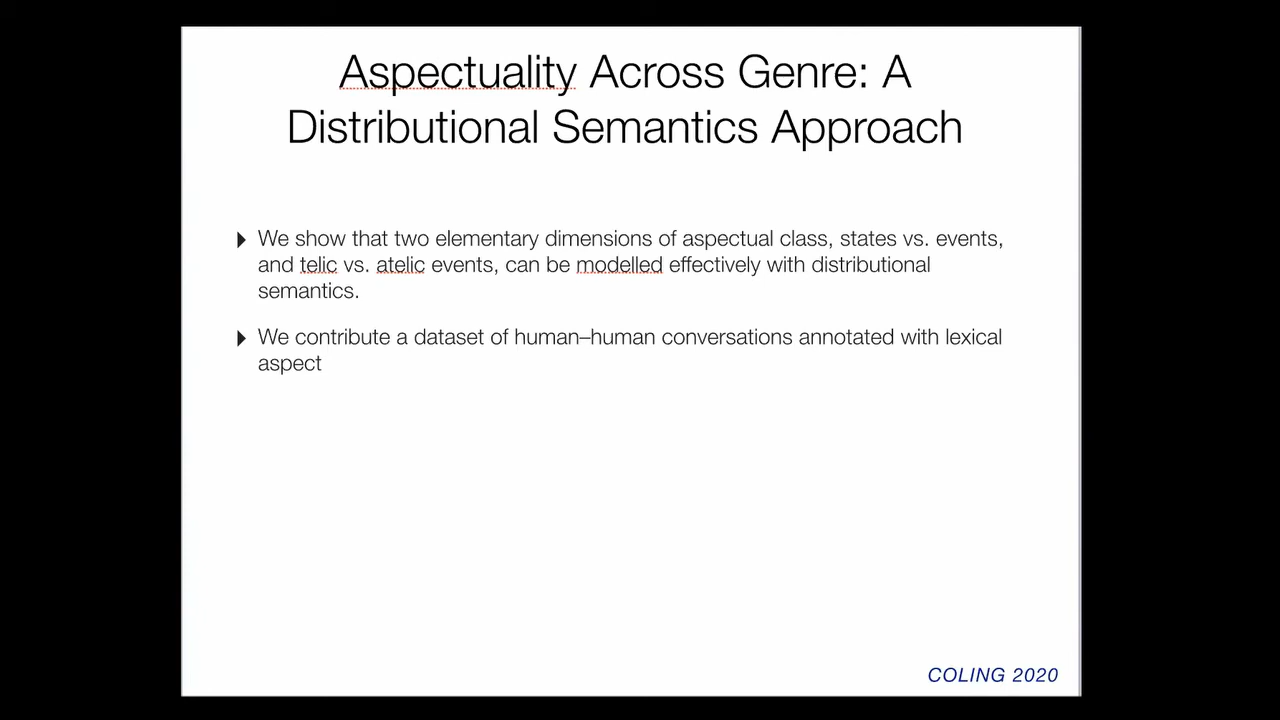 Aspectuality Across Genre: A
Distributional Semantics Approach
We show that two elementary dimensions of aspectual class, states vs. events,
and telic vs. atelic events, can be modelled effectively with distributional
semantics.
We contribute a dataset of human–human conversations annotated with lexical
aspect
COLING 2020